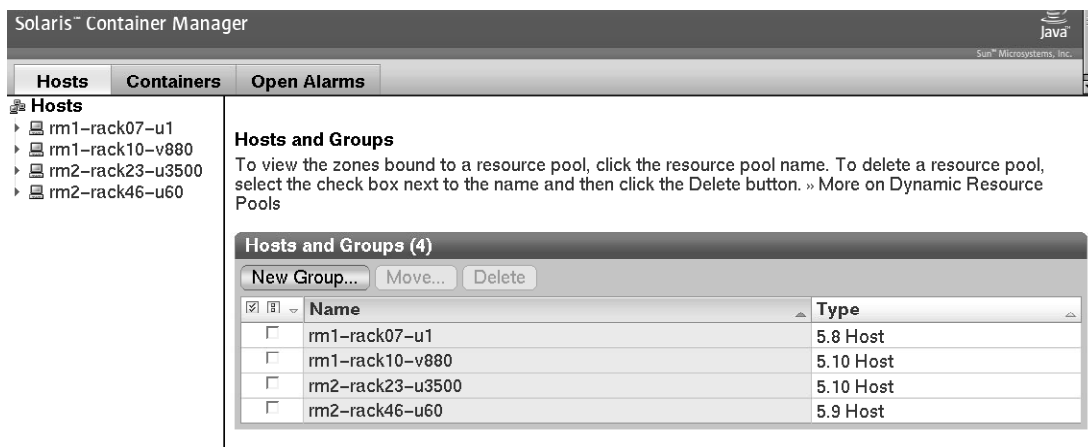 Solaris™ Container Manager
Java™
Sun™ Microsystems, Inc.
Hosts Containers Open Alarms
Hosts
rm1-rack07-u1
rm1-rack10-v880
rm2-rack23-u3500
rm2-rack46-u60
Hosts and Groups
To view the zones bound to a resource pool, click the resource pool name. To delete a resource pool,
select the check box next to the name and then click the Delete button. » More on Dynamic Resource
Pools
Hosts and Groups (4)
New Group... Move... Delete
Name Type
rm1-rack07-u1 5.8 Host
rm1-rack10-v880 5.10 Host
rm2-rack23-u3500 5.10 Host
rm2-rack46-u60 5.9 Host